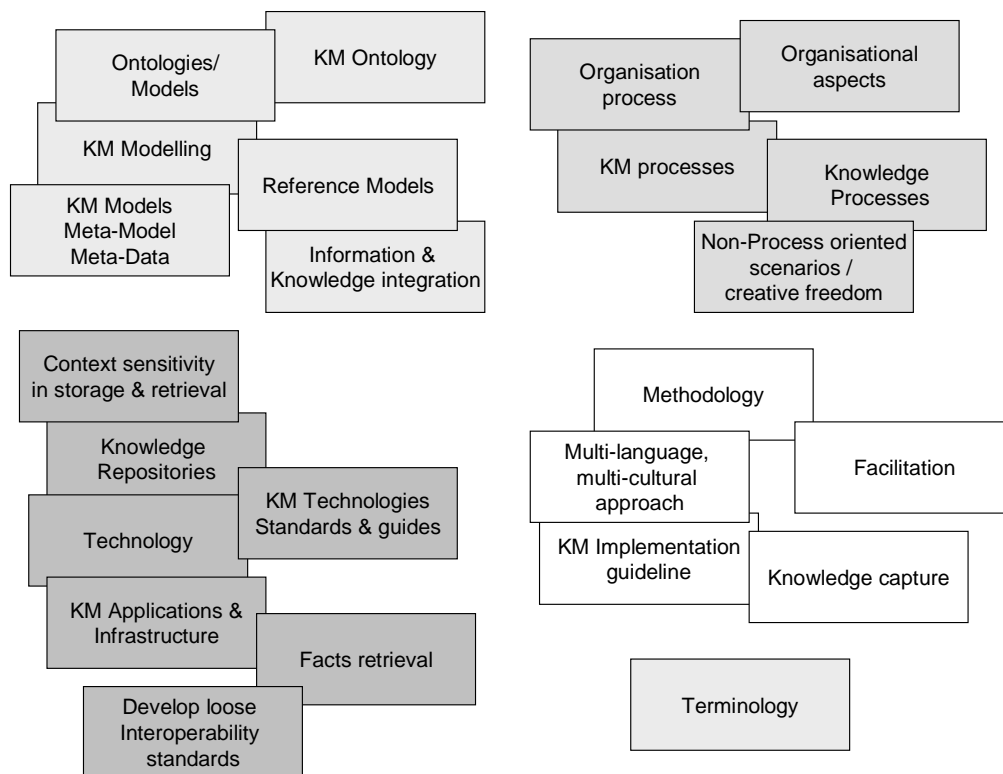 Ontologies/
Models
KM Ontology
KM Modelling
Reference Models
KM Models
Meta-Model
Meta-Data
Information &
Knowledge integration
Organisation
process
Organisational
aspects
KM processes
Knowledge
Processes
Non-Process oriented
scenarios /
creative freedom
Context sensitivity
in storage & retrieval
Knowledge
Repositories
KM Technologies
Standards & guides
Technology
KM Applications &
Infrastructure
Facts retrieval
Develop loose
Interoperability
standards
Methodology
Multi-language,
multi-cultural
approach
Facilitation
KM Implementation
guideline
Knowledge capture
Terminology